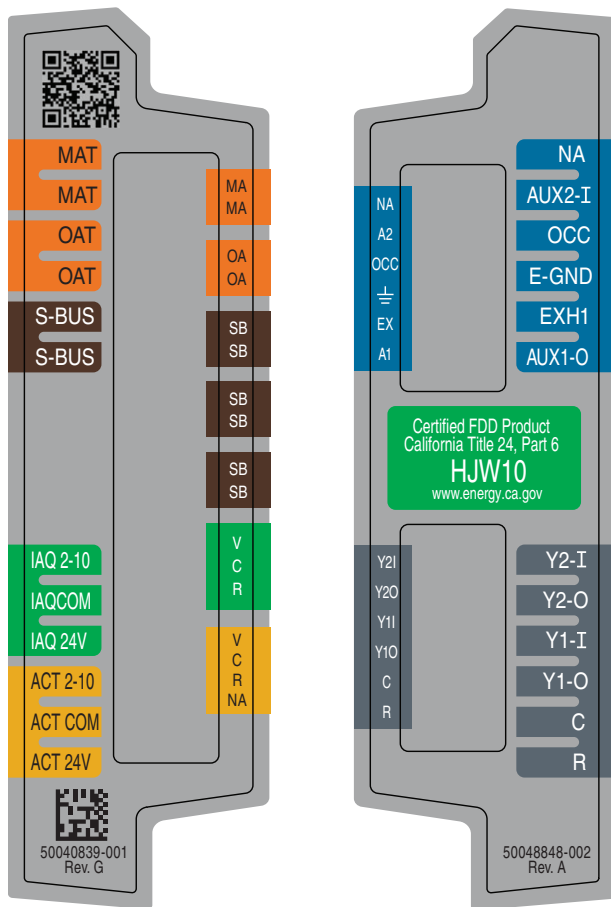 MAT
MAT
OAT
OAT
S-BUS
S-BUS
IAQ 2-10
IAQCOM
IAQ 24V
ACT 2-10
ACT COM
ACT 24V
50040839-001
Rev. G
MA
MA
OA
OA
SB
SB
SB
SB
SB
SB
V
C
R
V
C
R
NA
NA
A2
OCC
⏚
EX
A1
NA
AUX2-I
OCC
E-GND
EXH1
AUX1-O
Certified FDD Product
California Title 24, Part 6
HJW10
www.energy.ca.gov
Y2I
Y2O
Y1I
Y1O
C
R
Y2-I
Y2-O
Y1-I
Y1-O
C
R
50048848-002
Rev. A